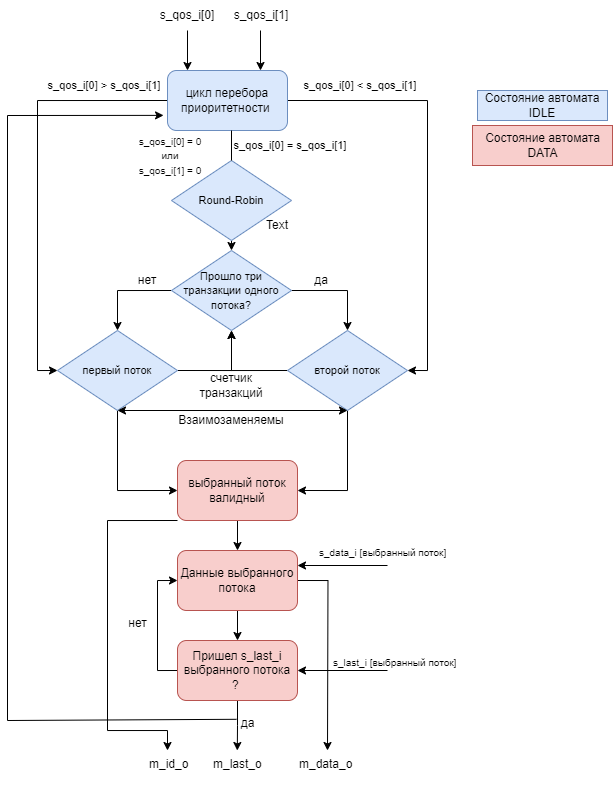 s_qos_i[0]
s_qos_i[1]
цикл перебора
приоритетности
s_qos_i[0] > s_qos_i[1]
s_qos_i[0] < s_qos_i[1]
Состояние автомата
IDLE
Состояние автомата
DATA
s_qos_i[0] = 0
или
s_qos_i[1] = 0
s_qos_i[0] = s_qos_i[1]
Round-Robin
Text
Прошло три
транзакции одного
потока?
нет
да
первый поток
второй поток
счетчик
транзакций
Взаимозаменяемы
выбранный поток
валидный
s_data_i [выбранный поток]
Данные выбранного
потока
нет
Пришел s_last_i
выбранного потока
?
s_last_i [выбранный поток]
да
m_id_o
m_last_o
m_data_o